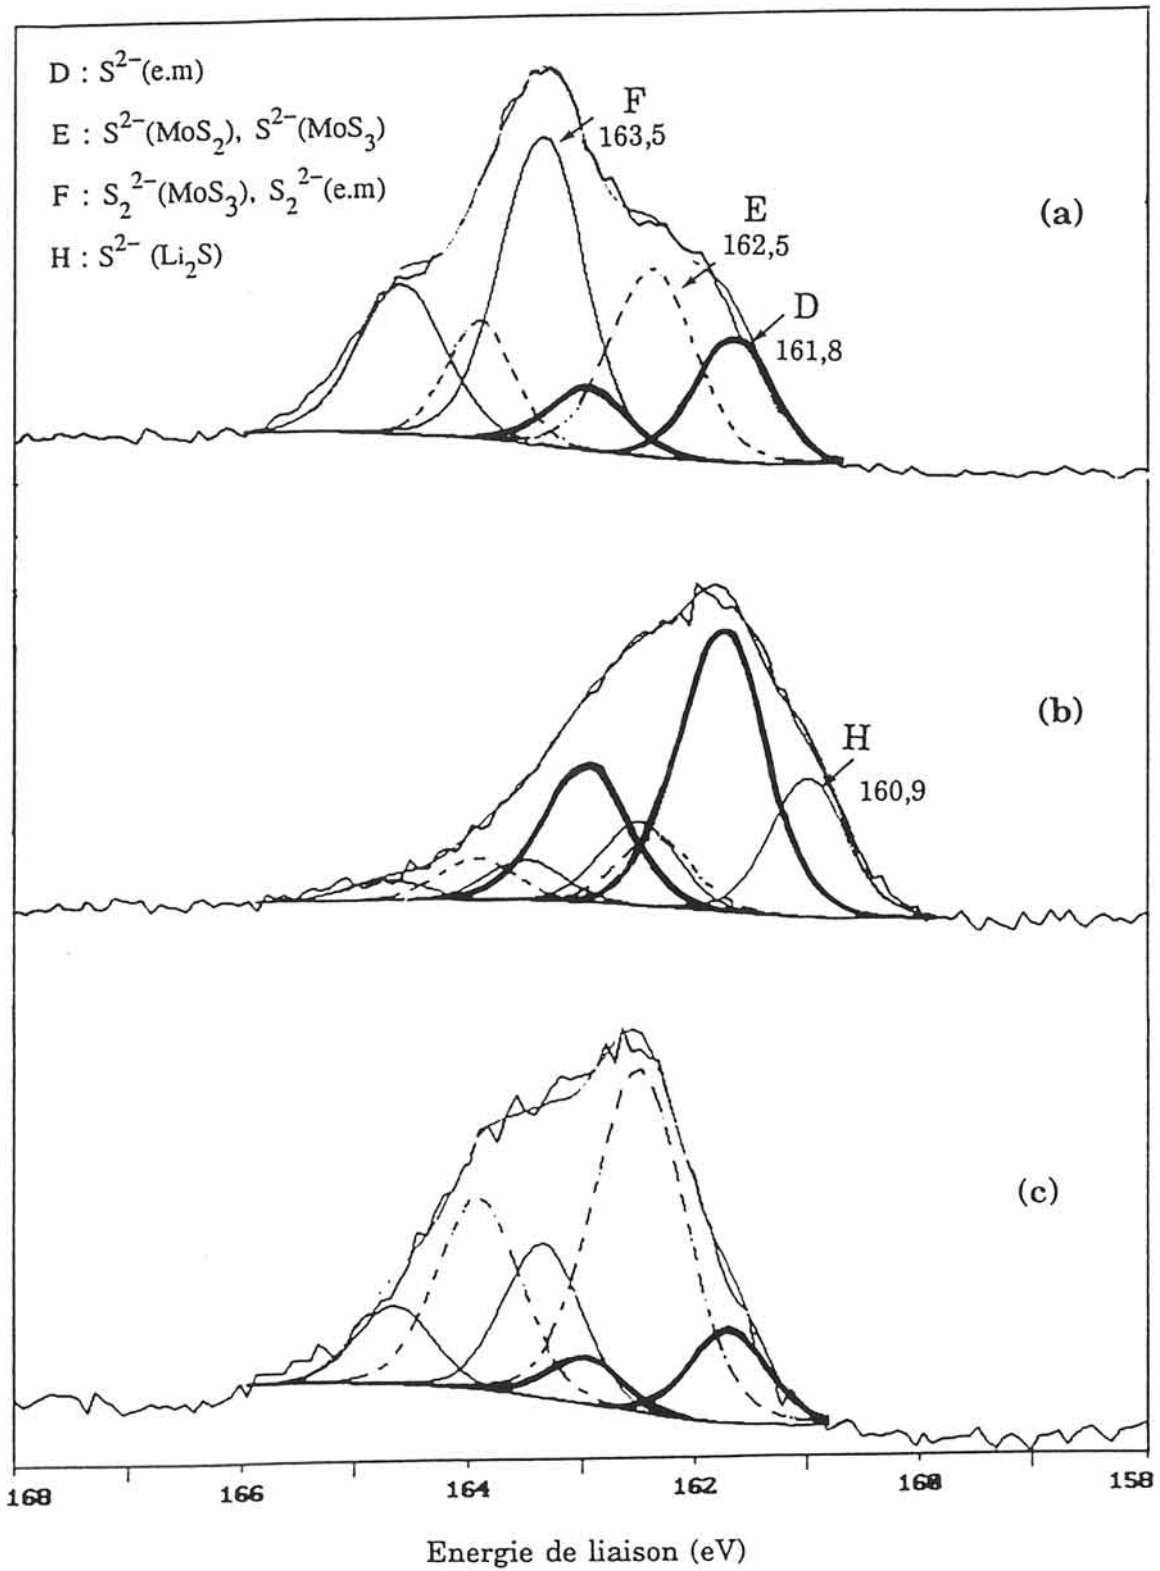 D : S²⁻(e.m)
E : S²⁻(MoS₂), S²⁻(MoS₃)
F : S₂²⁻(MoS₃), S₂²⁻(e.m)
H : S²⁻ (Li₂S)
F
163,5
E
162,5
D
161,8
(a)
(b)
H
160,9
(c)
168 166 164 162 160 158
Energie de liaison (eV)